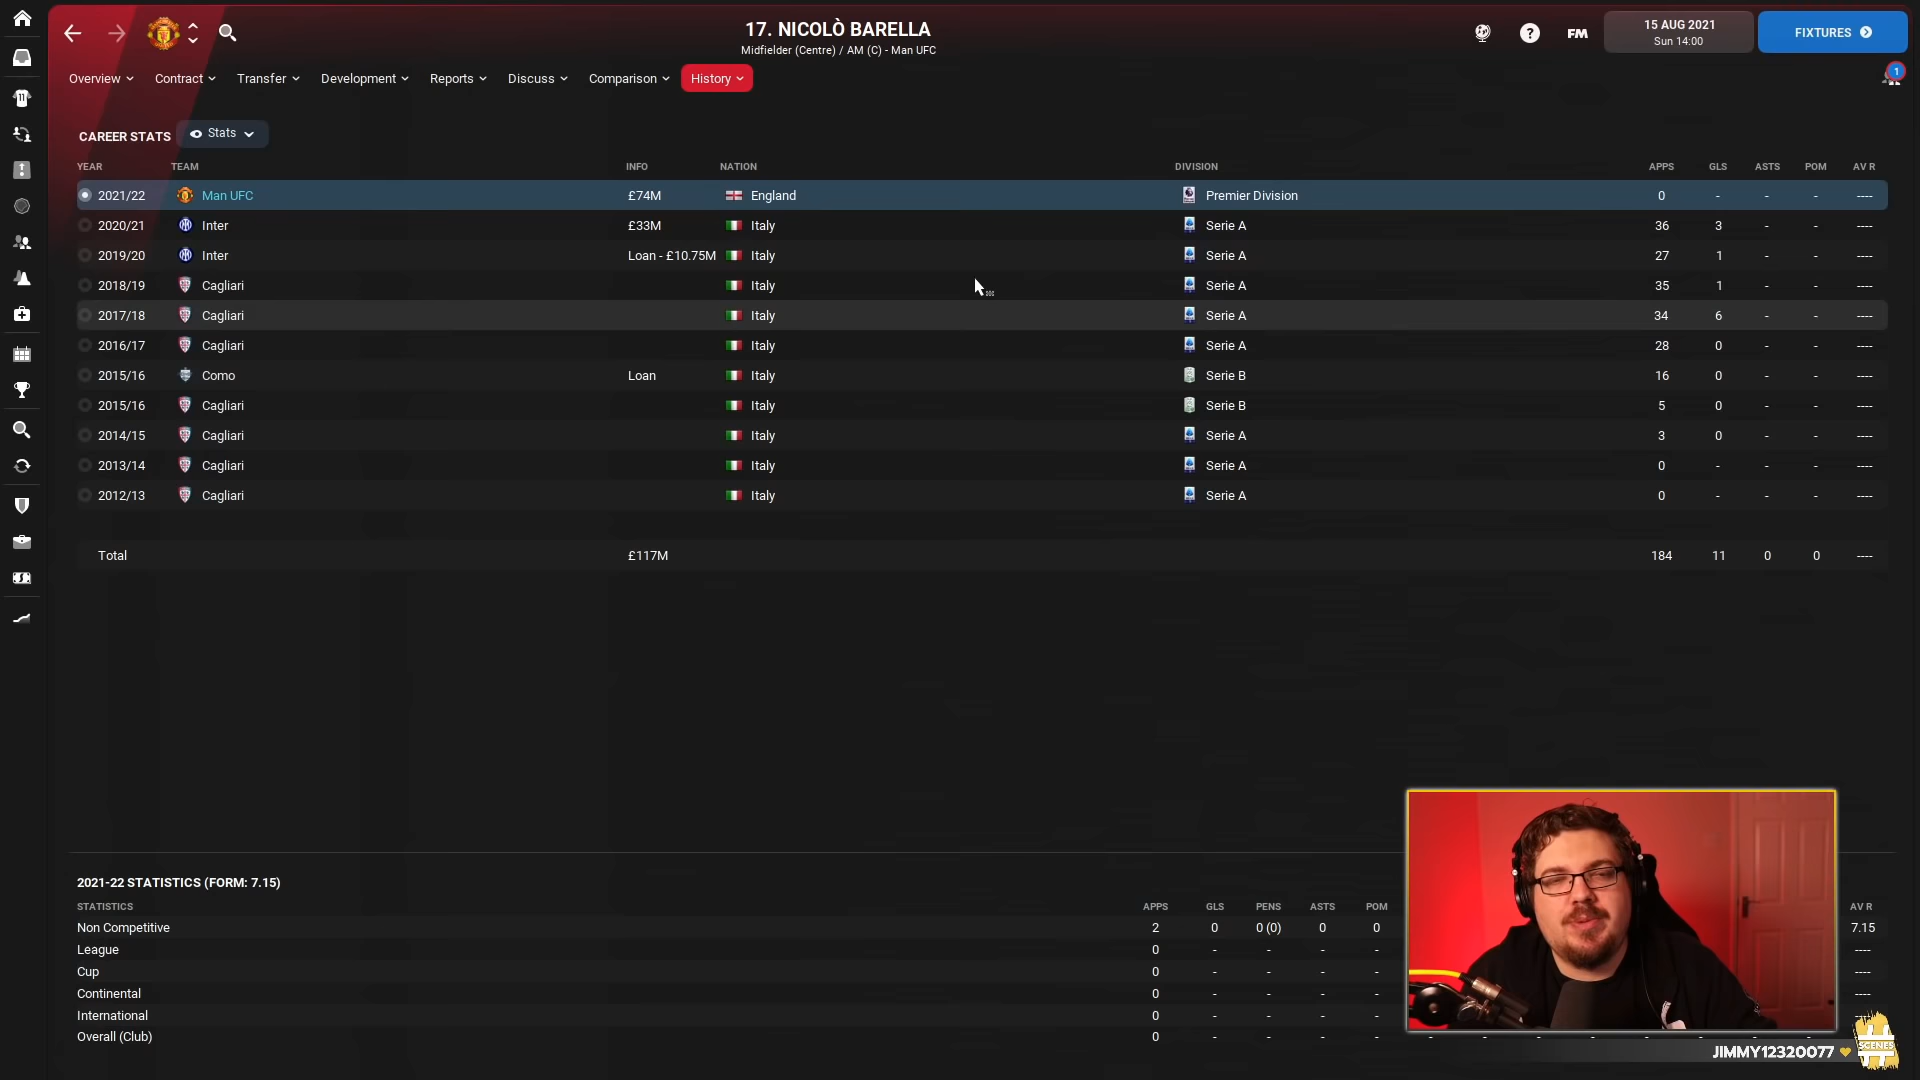 17. NICOLÒ BARELLA
Midfielder (Centre) / AM (C) - Man UFC
FM
15 AUG 2021
Sun 14:00
FIXTURES
Overview Contract Transfer Development Reports Discuss Comparison History
1
CAREER STATS Stats
YEAR TEAM INFO NATION DIVISION APPS GLS ASTS POM AV R
2021/22 Man UFC £74M England Premier Division 0 - - - ----
2020/21 Inter £33M Italy Serie A 36 3 - - ----
2019/20 Inter Loan - £10.75M Italy Serie A 27 1 - - ----
2018/19 Cagliari Italy Serie A 35 1 - - ----
2017/18 Cagliari Italy Serie A 34 6 - - ----
2016/17 Cagliari Italy Serie A 28 0 - - ----
2015/16 Como Loan Italy Serie B 16 0 - - ----
2015/16 Cagliari Italy Serie B 5 0 - - ----
2014/15 Cagliari Italy Serie A 3 0 - - ----
2013/14 Cagliari Italy Serie A 0 - - - ----
2012/13 Cagliari Italy Serie A 0 - - - ----
Total £117M 184 11 0 0 ----
2021-22 STATISTICS (FORM: 7.15)
STATISTICS APPS GLS PENS ASTS POM AV R
Non Competitive 2 0 0 (0) 0 0 7.15
League 0 - - - - ----
Cup 0 - - - - ----
Continental 0 - - - - ----
International 0 - - - - ----
Overall (Club) 0 - - - - - - - - - - - - - ----
JIMMY12320077
SCENES